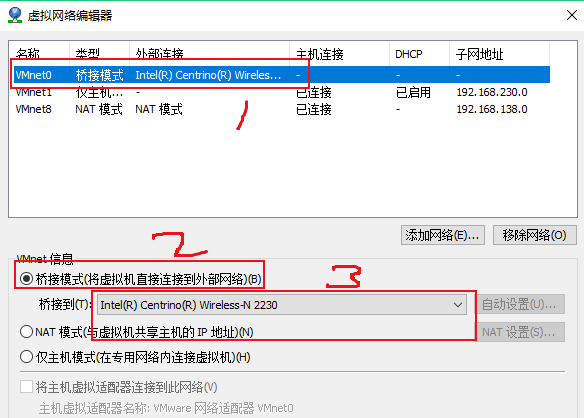 虚拟网络编辑器
名称 类型 外部连接 主机连接 DHCP 子网地址
VMnet0 桥接模式 Intel(R) Centrino(R) Wireles... - - -
VMnet1 仅主机... - 已连接 已启用 192.168.230.0
VMnet8 NAT 模式 NAT 模式 已连接 - 192.168.138.0
1
添加网络(E)... 移除网络(O)
2
VMnet 信息
桥接模式(将虚拟机直接连接到外部网络)(B)
3
桥接到(T): Intel(R) Centrino(R) Wireless-N 2230 自动设置(U)...
NAT 模式(与虚拟机共享主机的 IP 地址)(N) NAT 设置(S)...
仅主机模式(在专用网络内连接虚拟机)(H)
将主机虚拟适配器连接到此网络(V)
主机虚拟适配器名称: VMware 网络适配器 VMnet0